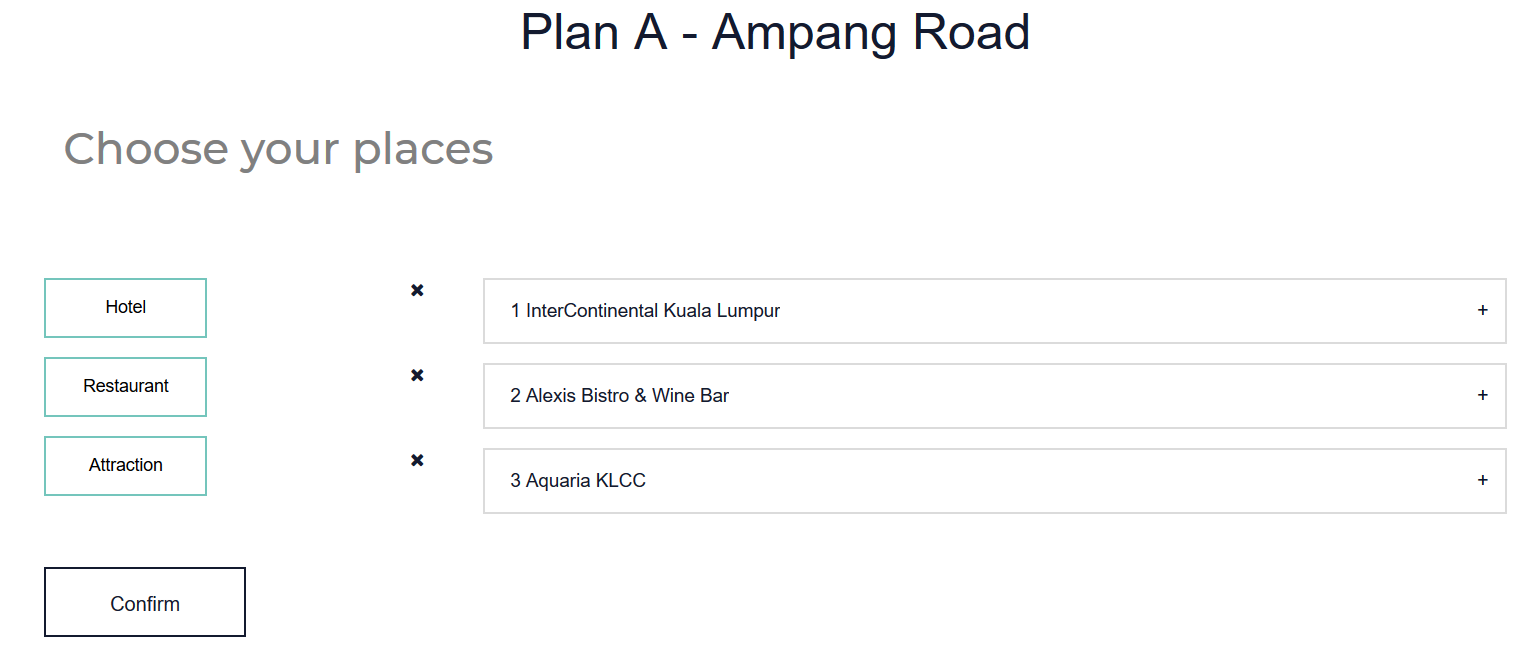 Plan A - Ampang Road
Choose your places
Hotel
✖
1 InterContinental Kuala Lumpur
+
Restaurant
✖
2 Alexis Bistro & Wine Bar
+
Attraction
✖
3 Aquaria KLCC
+
Confirm